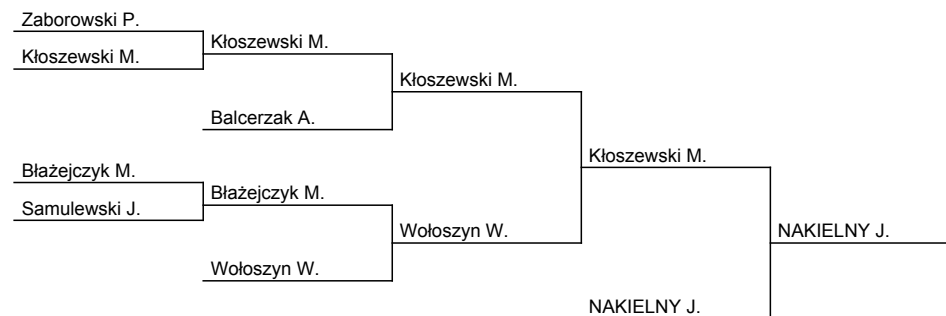 Zaborowski P.
Kłoszewski M.
Kłoszewski M.
Kłoszewski M.
Balcerzak A.
Kłoszewski M.
Błażejczyk M.
Błażejczyk M.
Samulewski J.
Wołoszyn W.
NAKIELNY J.
Wołoszyn W.
NAKIELNY J.